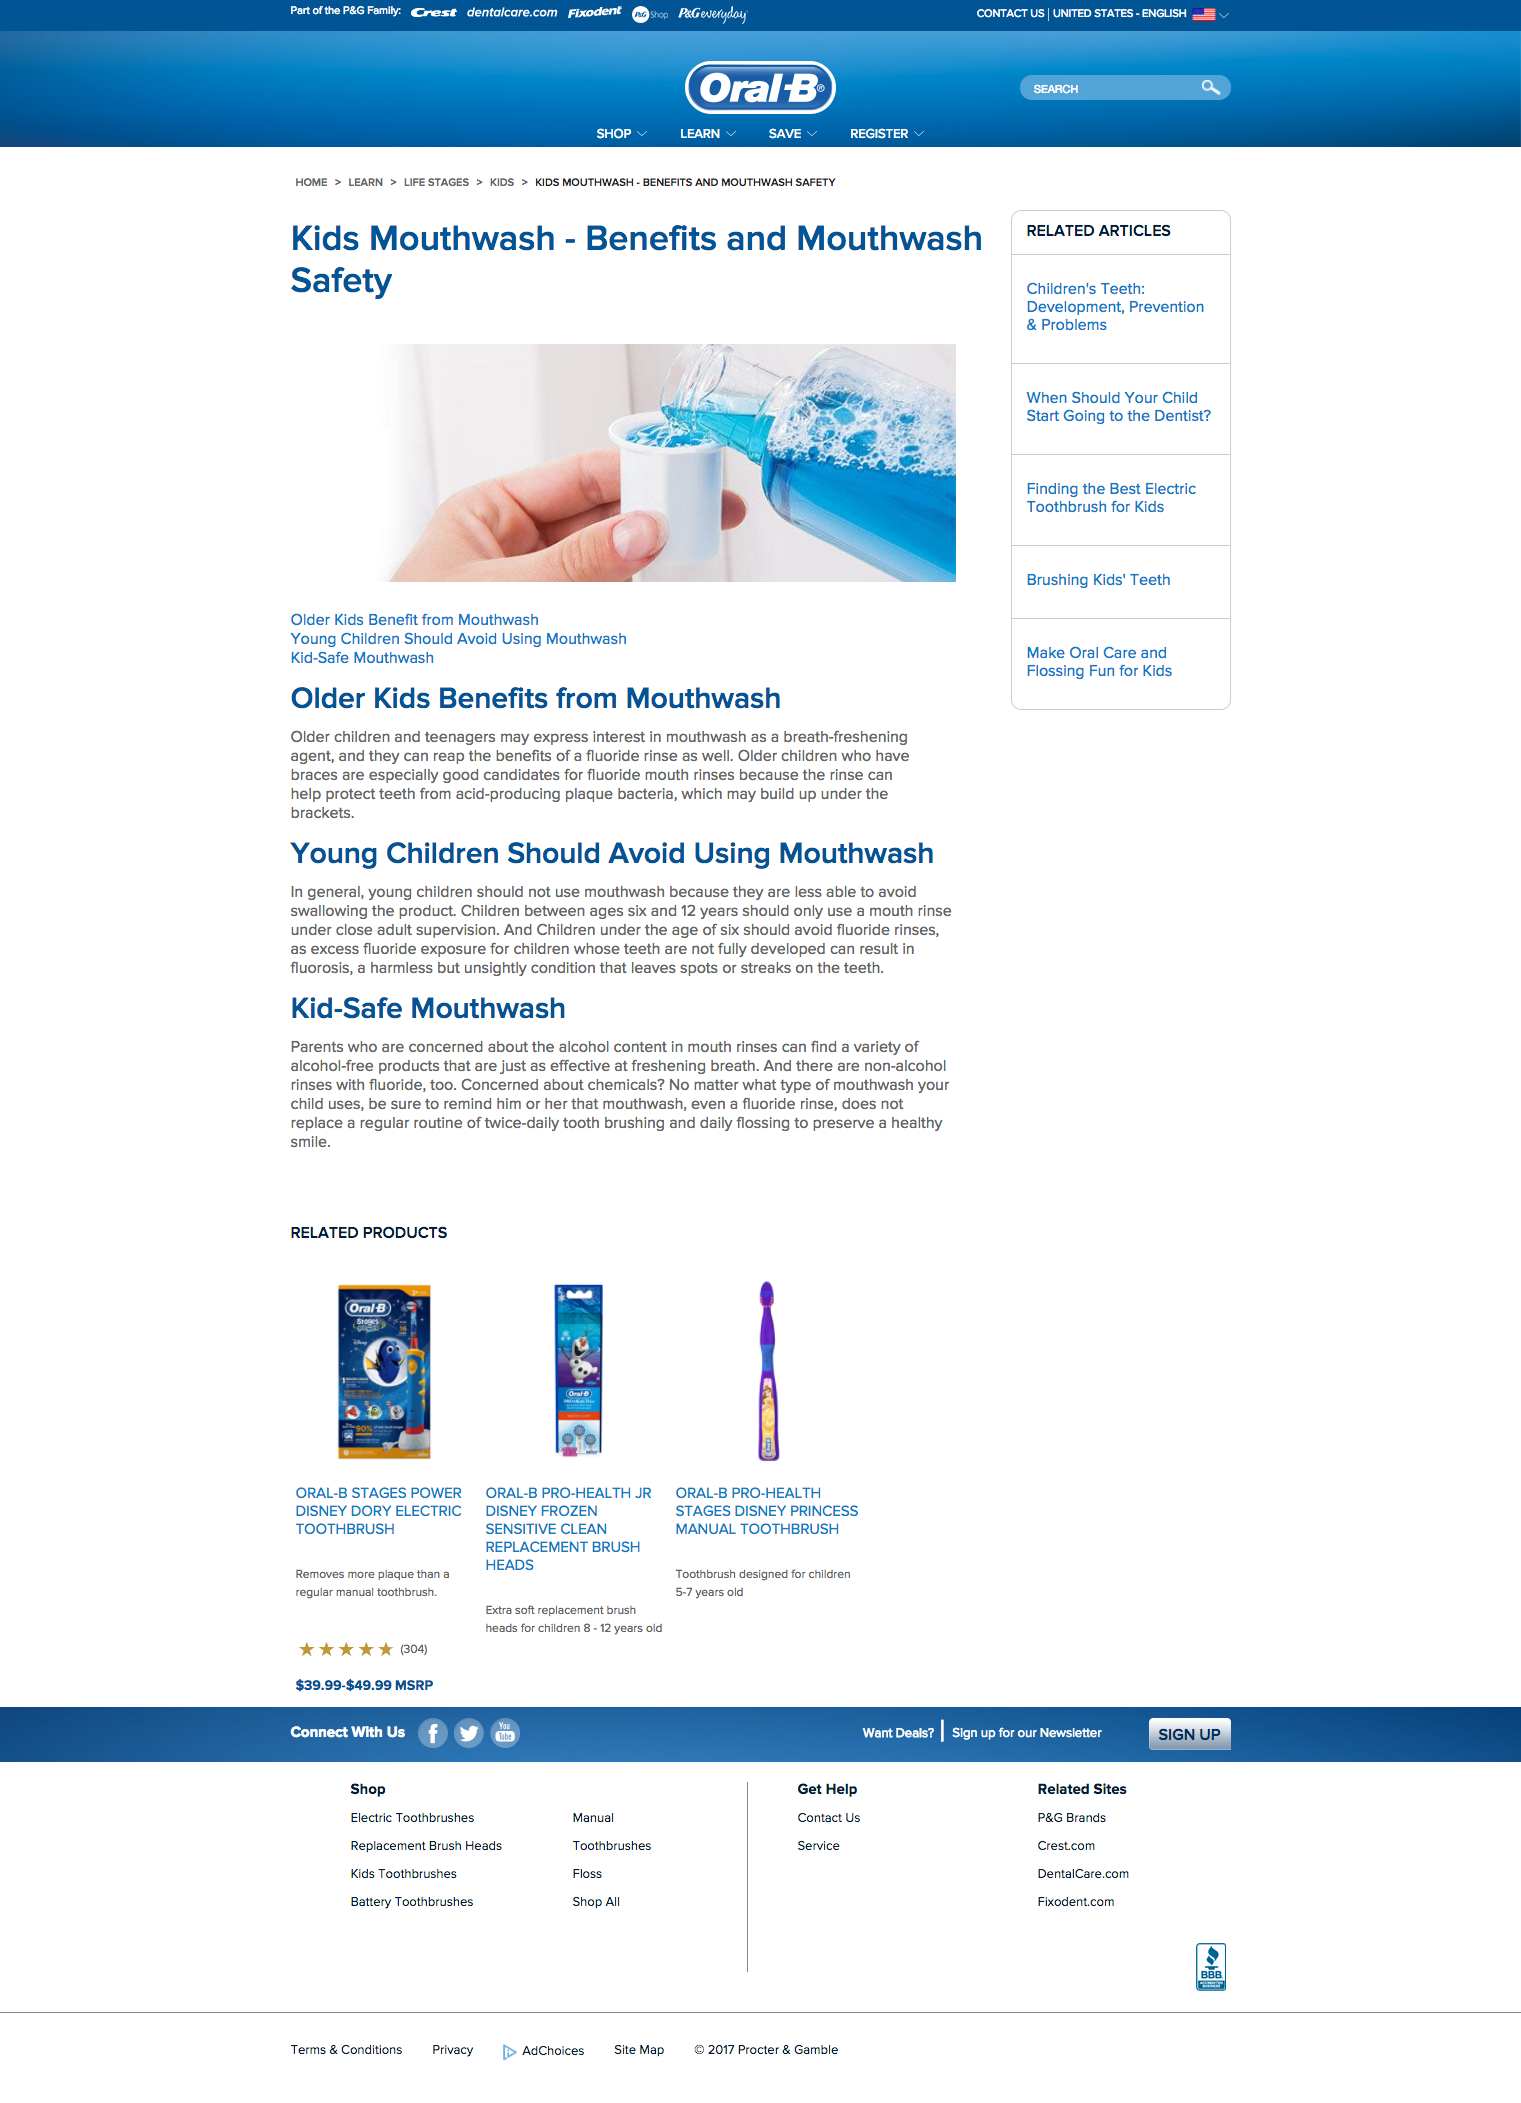 Part of the P&G Family: Crest dentalcare.com Fixodent P&G Shop P&G everyday
CONTACT US | UNITED STATES - ENGLISH
Oral-B®
SEARCH
SHOP LEARN SAVE REGISTER
HOME > LEARN > LIFE STAGES > KIDS > KIDS MOUTHWASH - BENEFITS AND MOUTHWASH SAFETY
Kids Mouthwash - Benefits and Mouthwash
Safety
Older Kids Benefit from Mouthwash
Young Children Should Avoid Using Mouthwash
Kid-Safe Mouthwash
Older Kids Benefits from Mouthwash
Older children and teenagers may express interest in mouthwash as a breath-freshening
agent, and they can reap the benefits of a fluoride rinse as well. Older children who have
braces are especially good candidates for fluoride mouth rinses because the rinse can
help protect teeth from acid-producing plaque bacteria, which may build up under the
brackets.
Young Children Should Avoid Using Mouthwash
In general, young children should not use mouthwash because they are less able to avoid
swallowing the product. Children between ages six and 12 years should only use a mouth rinse
under close adult supervision. And Children under the age of six should avoid fluoride rinses,
as excess fluoride exposure for children whose teeth are not fully developed can result in
fluorosis, a harmless but unsightly condition that leaves spots or streaks on the teeth.
Kid-Safe Mouthwash
Parents who are concerned about the alcohol content in mouth rinses can find a variety of
alcohol-free products that are just as effective at freshening breath. And there are non-alcohol
rinses with fluoride, too. Concerned about chemicals? No matter what type of mouthwash your
child uses, be sure to remind him or her that mouthwash, even a fluoride rinse, does not
replace a regular routine of twice-daily tooth brushing and daily flossing to preserve a healthy
smile.
RELATED ARTICLES
Children's Teeth:
Development, Prevention
& Problems
When Should Your Child
Start Going to the Dentist?
Finding the Best Electric
Toothbrush for Kids
Brushing Kids' Teeth
Make Oral Care and
Flossing Fun for Kids
RELATED PRODUCTS
Oral-B
Stages
90%
Oral-B
PRO-HEALTH
ORAL-B STAGES POWER
DISNEY DORY ELECTRIC
TOOTHBRUSH
Removes more plaque than a
regular manual toothbrush.
(304)
$39.99-$49.99 MSRP
ORAL-B PRO-HEALTH JR
DISNEY FROZEN
SENSITIVE CLEAN
REPLACEMENT BRUSH
HEADS
Extra soft replacement brush
heads for children 8 - 12 years old
ORAL-B PRO-HEALTH
STAGES DISNEY PRINCESS
MANUAL TOOTHBRUSH
Toothbrush designed for children
5-7 years old
Connect With Us
You
Tube
Want Deals? | Sign up for our Newsletter
SIGN UP
Shop
Electric Toothbrushes
Replacement Brush Heads
Kids Toothbrushes
Battery Toothbrushes
Manual
Toothbrushes
Floss
Shop All
Get Help
Contact Us
Service
Related Sites
P&G Brands
Crest.com
DentalCare.com
Fixodent.com
BBB
ACCREDITED
BUSINESS
Terms & Conditions Privacy AdChoices Site Map © 2017 Procter & Gamble